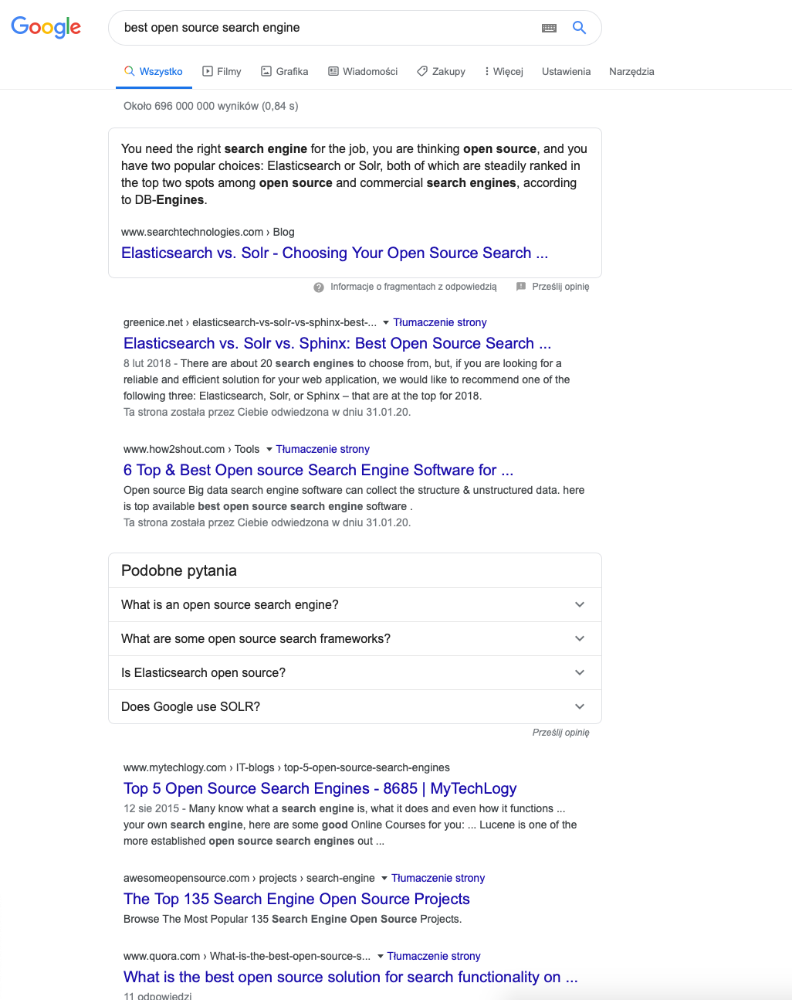 Google
best open source search engine
Wszystko Filmy Grafika Wiadomości Zakupy Więcej Ustawienia Narzędzia
Około 696 000 000 wyników (0,84 s)
You need the right search engine for the job, you are thinking open source, and you
have two popular choices: Elasticsearch or Solr, both of which are steadily ranked in
the top two spots among open source and commercial search engines, according
to DB-Engines.
www.searchtechnologies.com › Blog
Elasticsearch vs. Solr - Choosing Your Open Source Search ...
Informacje o fragmentach z odpowiedzią Prześlij opinię
greenice.net › elasticsearch-vs-solr-vs-sphinx-best-... Tłumaczenie strony
Elasticsearch vs. Solr vs. Sphinx: Best Open Source Search ...
8 lut 2018 - There are about 20 search engines to choose from, but, if you are looking for a
reliable and efficient solution for your web application, we would like to recommend one of the
following three: Elasticsearch, Solr, or Sphinx – that are at the top for 2018.
Ta strona została przez Ciebie odwiedzona w dniu 31.01.20.
www.how2shout.com › Tools Tłumaczenie strony
6 Top & Best Open source Search Engine Software for ...
Open source Big data search engine software can collect the structure & unstructured data. here
is top available best open source search engine software .
Ta strona została przez Ciebie odwiedzona w dniu 31.01.20.
Podobne pytania
What is an open source search engine?
What are some open source search frameworks?
Is Elasticsearch open source?
Does Google use SOLR?
Prześlij opinię
www.mytechlogy.com › IT-blogs › top-5-open-source-search-engines
Top 5 Open Source Search Engines - 8685 | MyTechLogy
12 sie 2015 - Many know what a search engine is, what it does and even how it functions ...
your own search engine, here are some good Online Courses for you: ... Lucene is one of the
more established open source search engines out ...
awesomeopensource.com › projects › search-engine Tłumaczenie strony
The Top 135 Search Engine Open Source Projects
Browse The Most Popular 135 Search Engine Open Source Projects.
www.quora.com › What-is-the-best-open-source-s... Tłumaczenie strony
What is the best open source solution for search functionality on ...
11 odpowiedzi